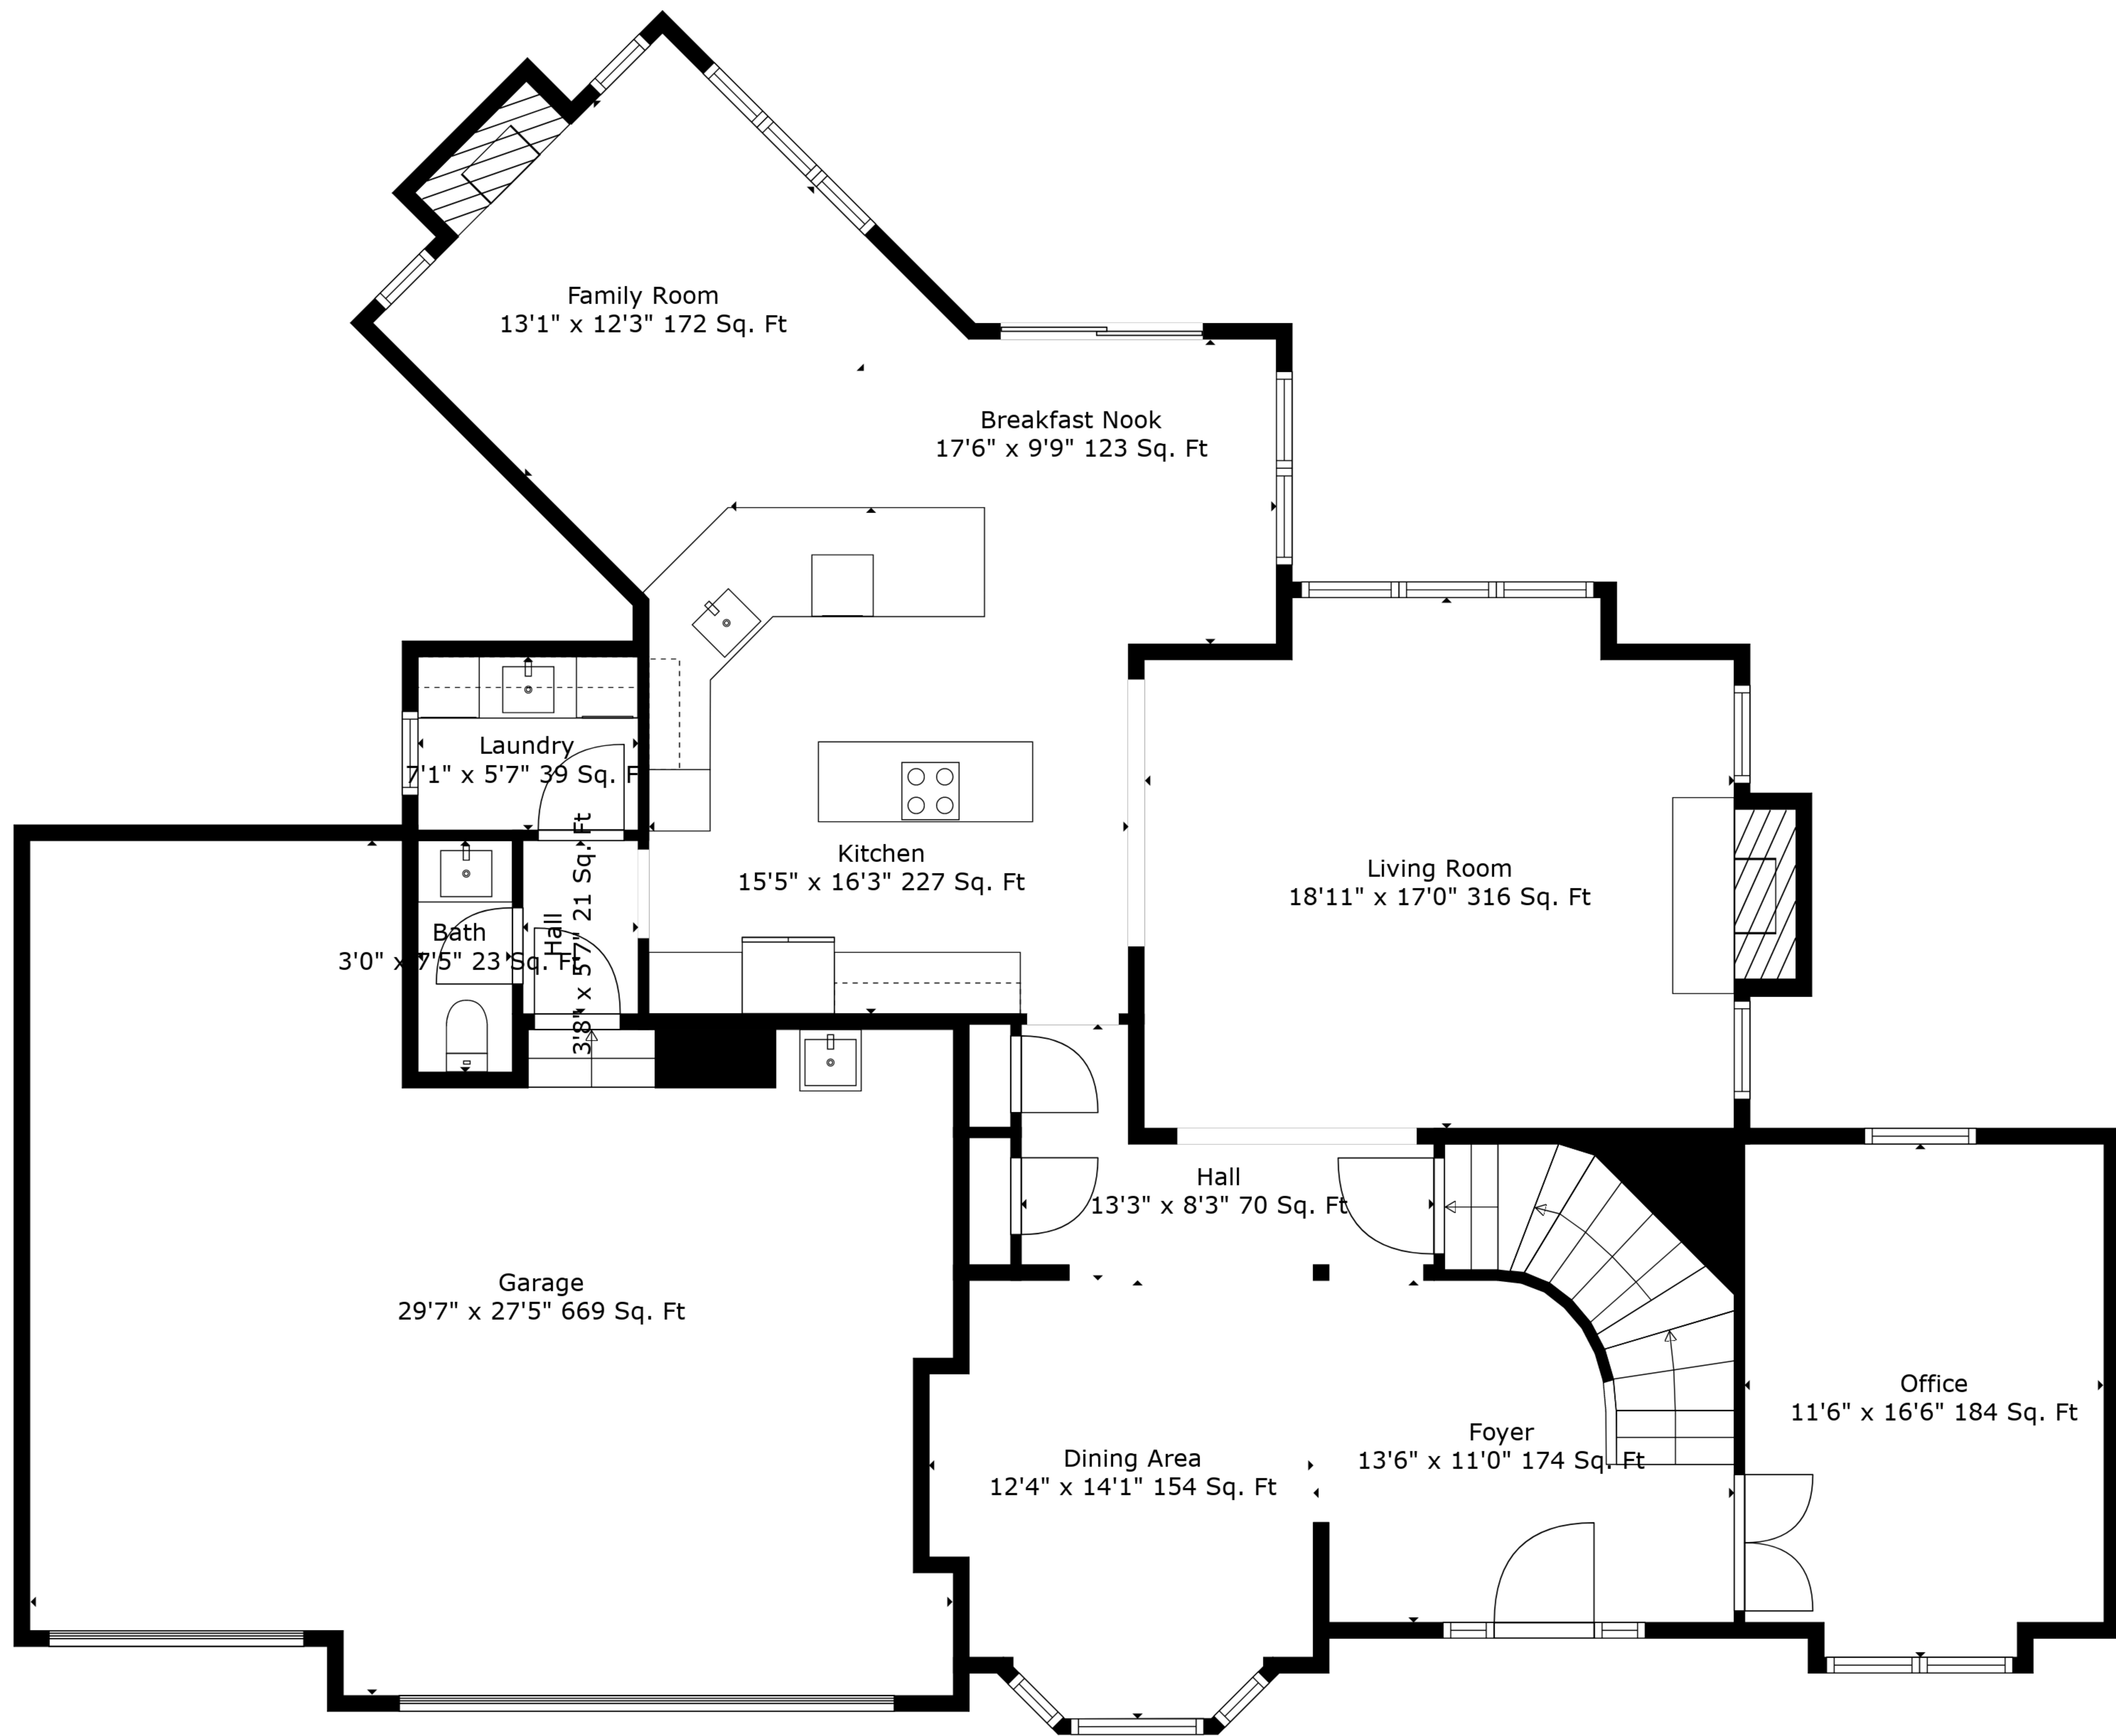 Family Room
13'1" x 12'3" 172 Sq. Ft
Breakfast Nook
17'6" x 9'9" 123 Sq. Ft
Laundry
7'1" x 5'7" 39 Sq. F
Kitchen
15'5" x 16'3" 227 Sq. Ft
Living Room
18'11" x 17'0" 316 Sq. Ft
Bath
3'0" x 7'5" 23 Sq. Ft
Hall
3'8" x 5'7" 21 Sq. Ft
Hall
13'3" x 8'3" 70 Sq. Ft
Garage
29'7" x 27'5" 669 Sq. Ft
Office
11'6" x 16'6" 184 Sq. Ft
Foyer
13'6" x 11'0" 174 Sq. Ft
Dining Area
12'4" x 14'1" 154 Sq. Ft